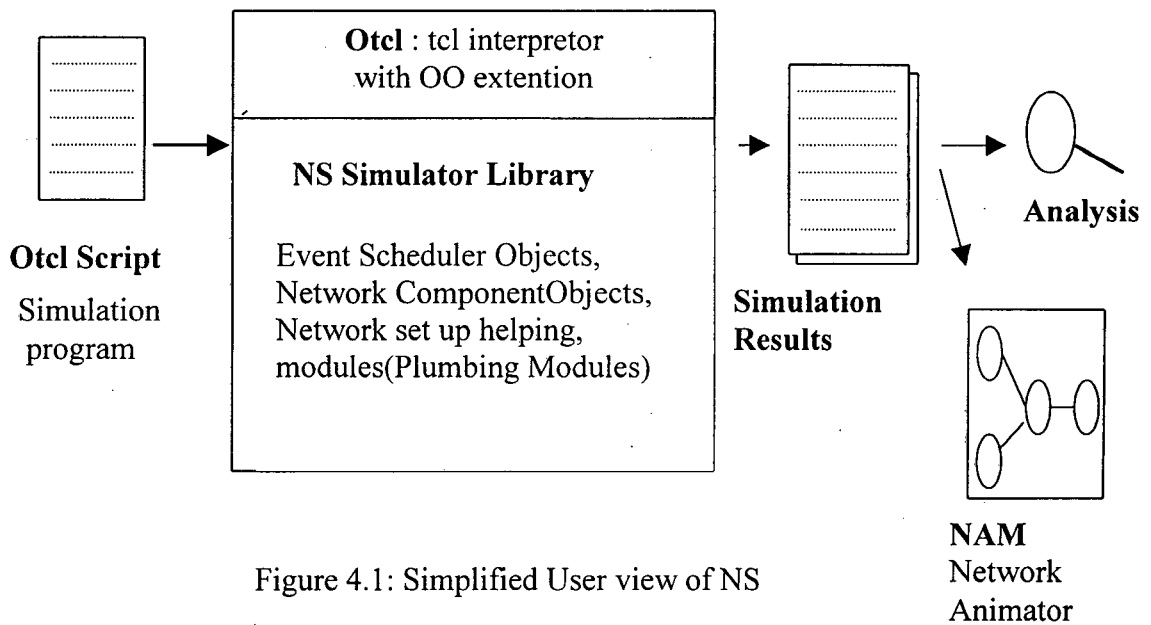 Otcl : tcl interpretor
with OO extention
NS Simulator Library
Event Scheduler Objects,
Network ComponentObjects,
Network set up helping,
modules(Plumbing Modules)
Otcl Script
Simulation
program
Simulation
Results
Analysis
NAM
Network
Animator
Figure 4.1: Simplified User view of NS